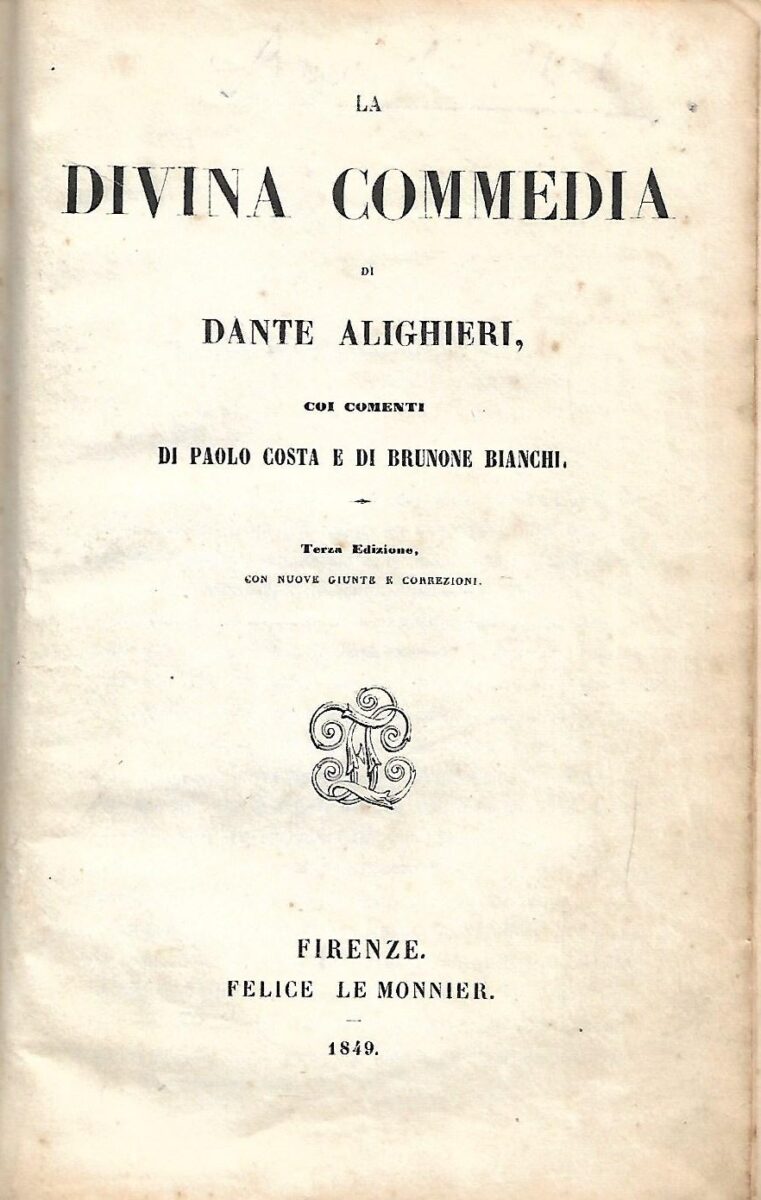 LA
DIVINA COMMEDIA
DI
DANTE ALIGHIERI,
COI COMENTI
DI PAOLO COSTA E DI BRUNONE BIANCHI.
Terza Edizione,
CON NUOVE GIUNTE E CORREZIONI.
FIRENZE.
FELICE LE MONNIER.
1849.